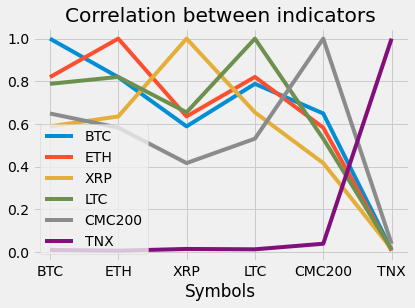 Correlation between indicators
1.0
0.8
0.6
0.4
0.2
0.0
BTC
ETH
XRP
LTC
CMC200
TNX
BTC ETH XRP LTC CMC200 TNX
Symbols